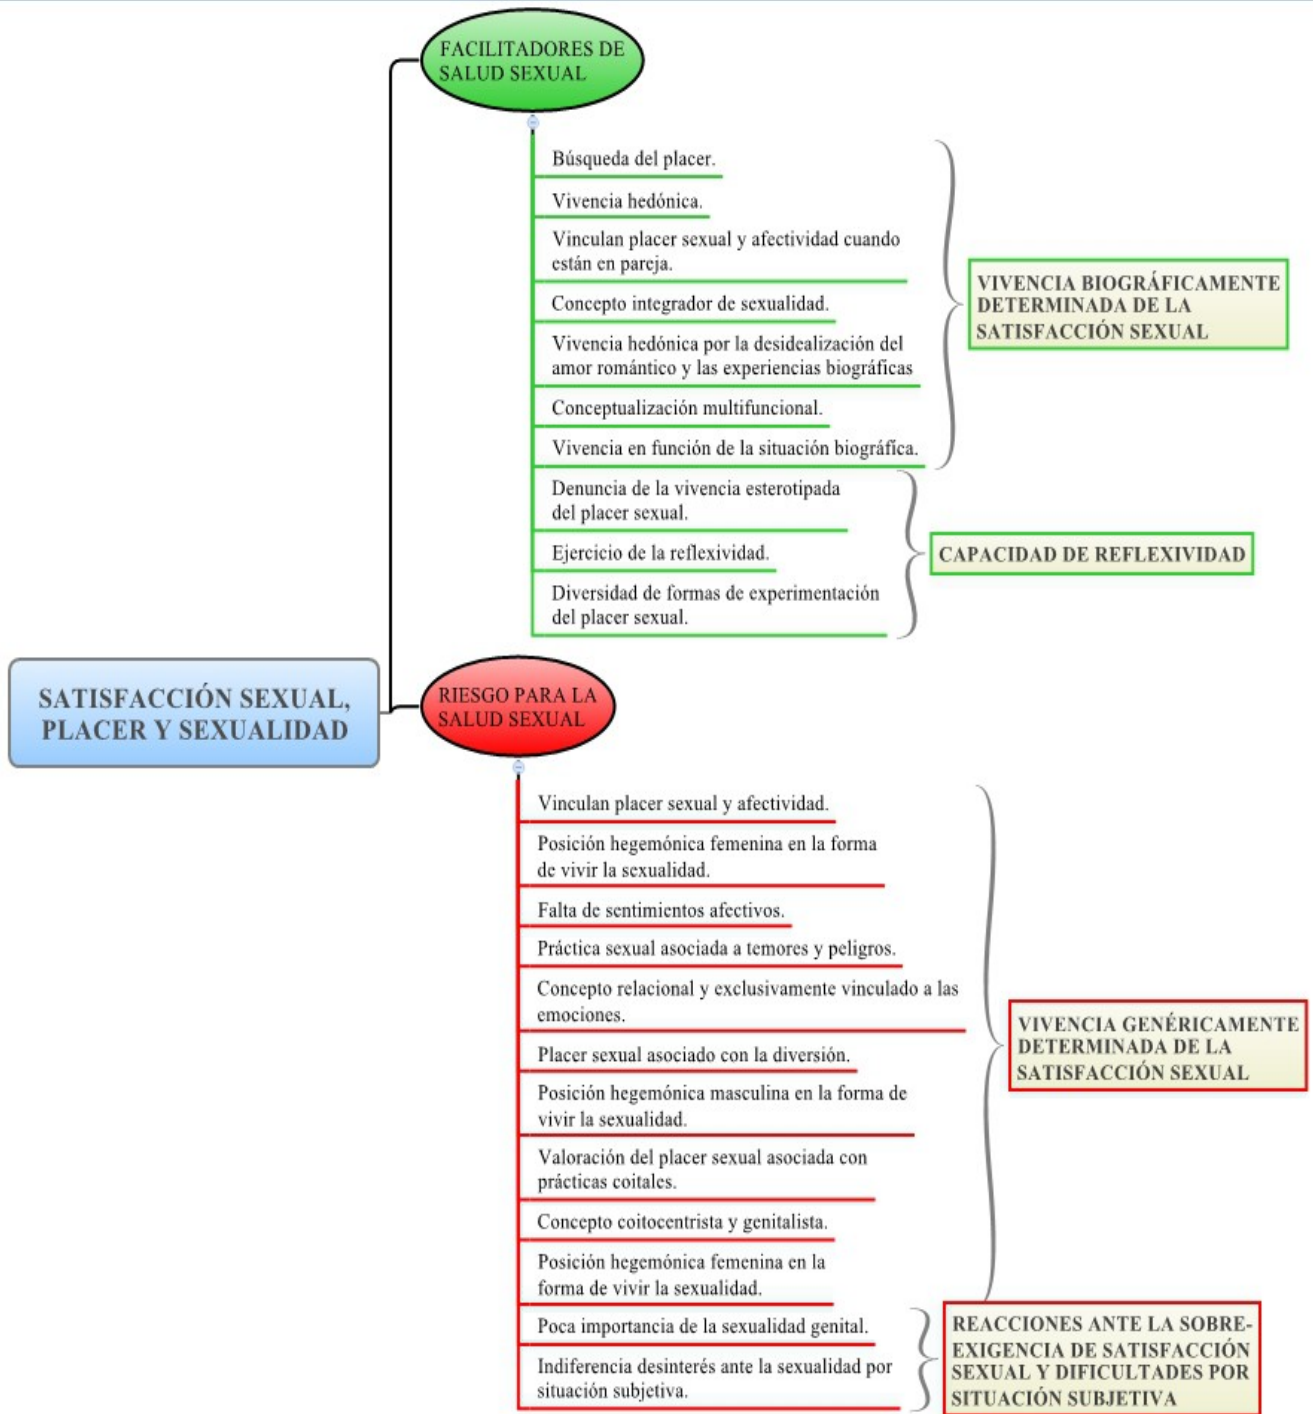 FACILITADORES DE
SALUD SEXUAL
Búsqueda del placer.
Vivencia hedónica.
Vinculan placer sexual y afectividad cuando
están en pareja.
Concepto integrador de sexualidad.
Vivencia hedónica por la desidealización del
amor romántico y las experiencias biográficas
Conceptualización multifuncional.
Vivencia en función de la situación biográfica.
VIVENCIA BIOGRÁFICAMENTE
DETERMINADA DE LA
SATISFACCIÓN SEXUAL
Denuncia de la vivencia esterotipada
del placer sexual.
Ejercicio de la reflexividad.
Diversidad de formas de experimentación
del placer sexual.
CAPACIDAD DE REFLEXIVIDAD
SATISFACCIÓN SEXUAL,
PLACER Y SEXUALIDAD
RIESGO PARA LA
SALUD SEXUAL
Vinculan placer sexual y afectividad.
Posición hegemónica femenina en la forma
de vivir la sexualidad.
Falta de sentimientos afectivos.
Práctica sexual asociada a temores y peligros.
Concepto relacional y exclusivamente vinculado a las
emociones.
Placer sexual asociado con la diversión.
Posición hegemónica masculina en la forma de
vivir la sexualidad.
Valoración del placer sexual asociada con
prácticas coitales.
Concepto coitocentrista y genitalista.
Posición hegemónica femenina en la
forma de vivir la sexualidad.
VIVENCIA GENÉRICAMENTE
DETERMINADA DE LA
SATISFACCIÓN SEXUAL
Poca importancia de la sexualidad genital.
Indiferencia desinterés ante la sexualidad por
situación subjetiva.
REACCIONES ANTE LA SOBRE-
EXIGENCIA DE SATISFACCIÓN
SEXUAL Y DIFICULTADES POR
SITUACIÓN SUBJETIVA